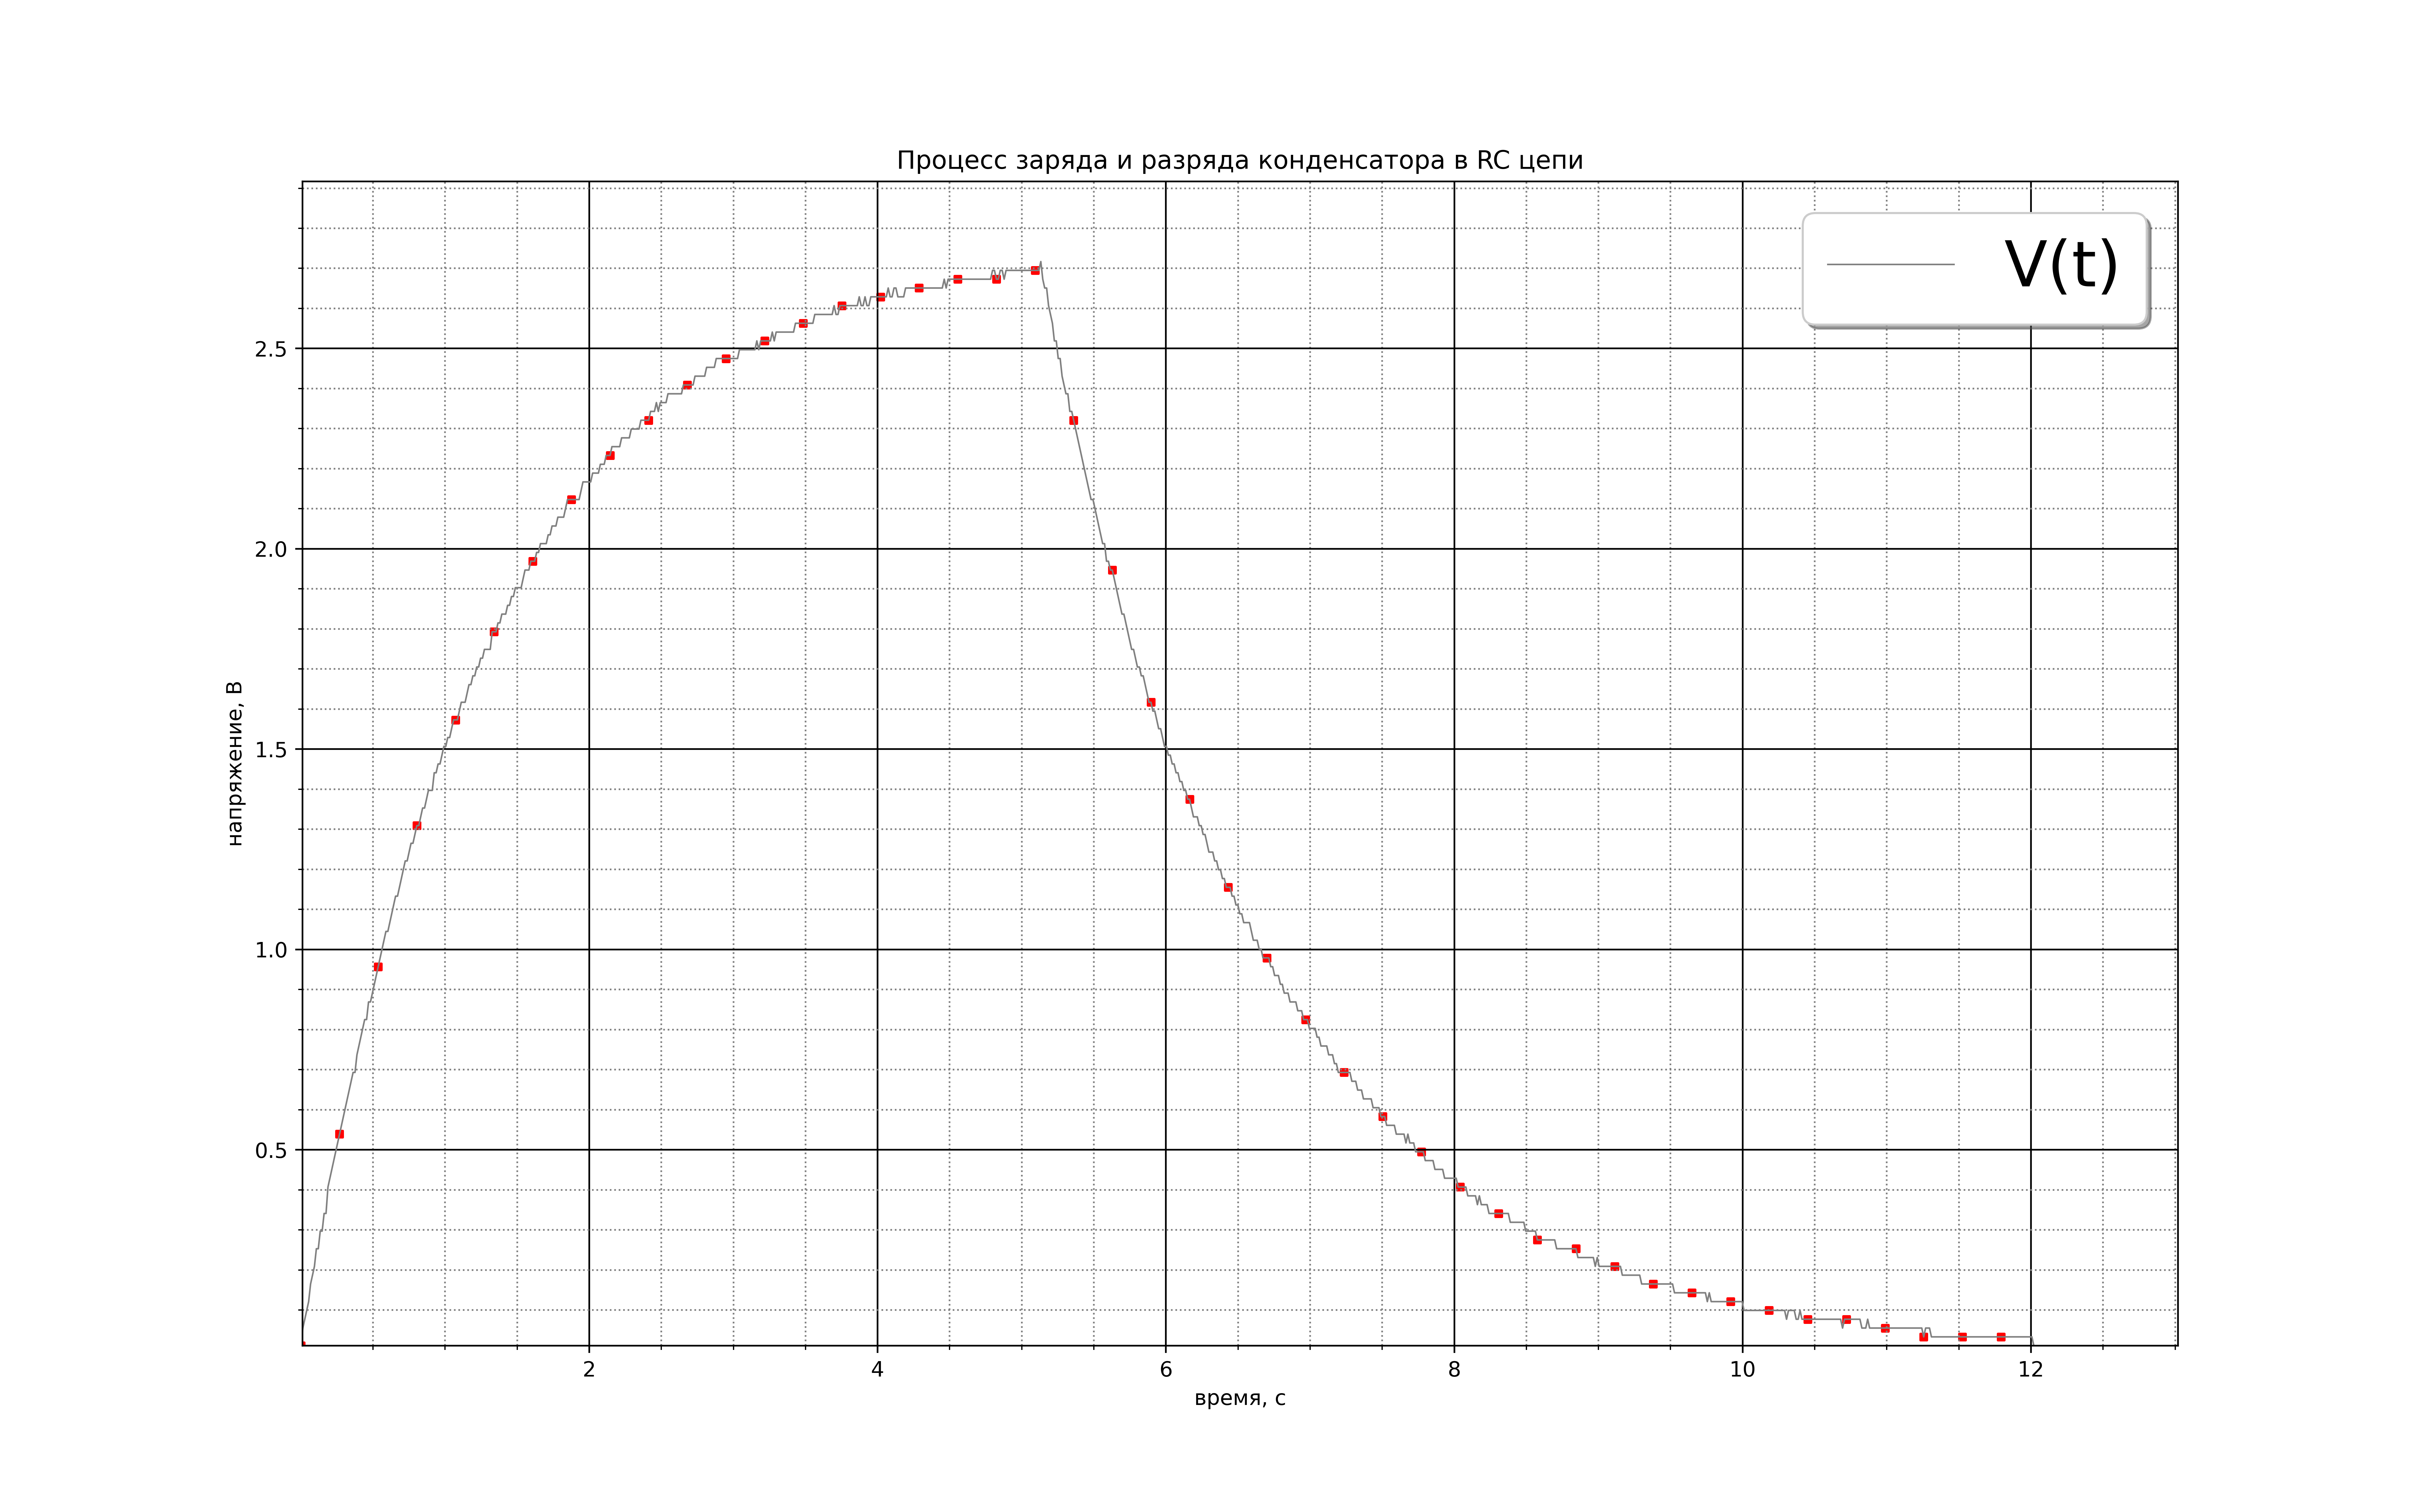 Процесс заряда и разряда конденсатора в RC цепи
V(t)
напряжение, В
2.5
2.0
1.5
1.0
0.5
2 4 6 8 10 12
время, с